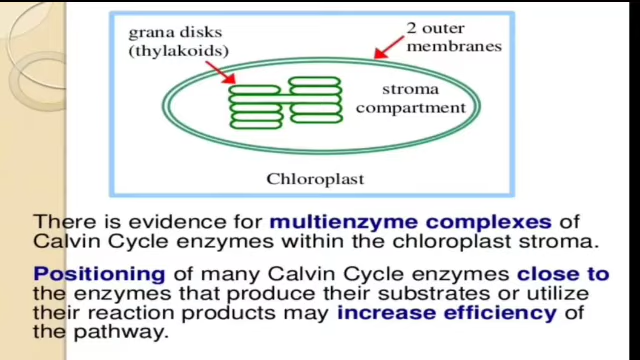 grana disks
(thylakoids)
2 outer
membranes
stroma
compartment
Chloroplast
There is evidence for multienzyme complexes of
Calvin Cycle enzymes within the chloroplast stroma.
Positioning of many Calvin Cycle enzymes close to
the enzymes that produce their substrates or utilize
their reaction products may increase efficiency of
the pathway.